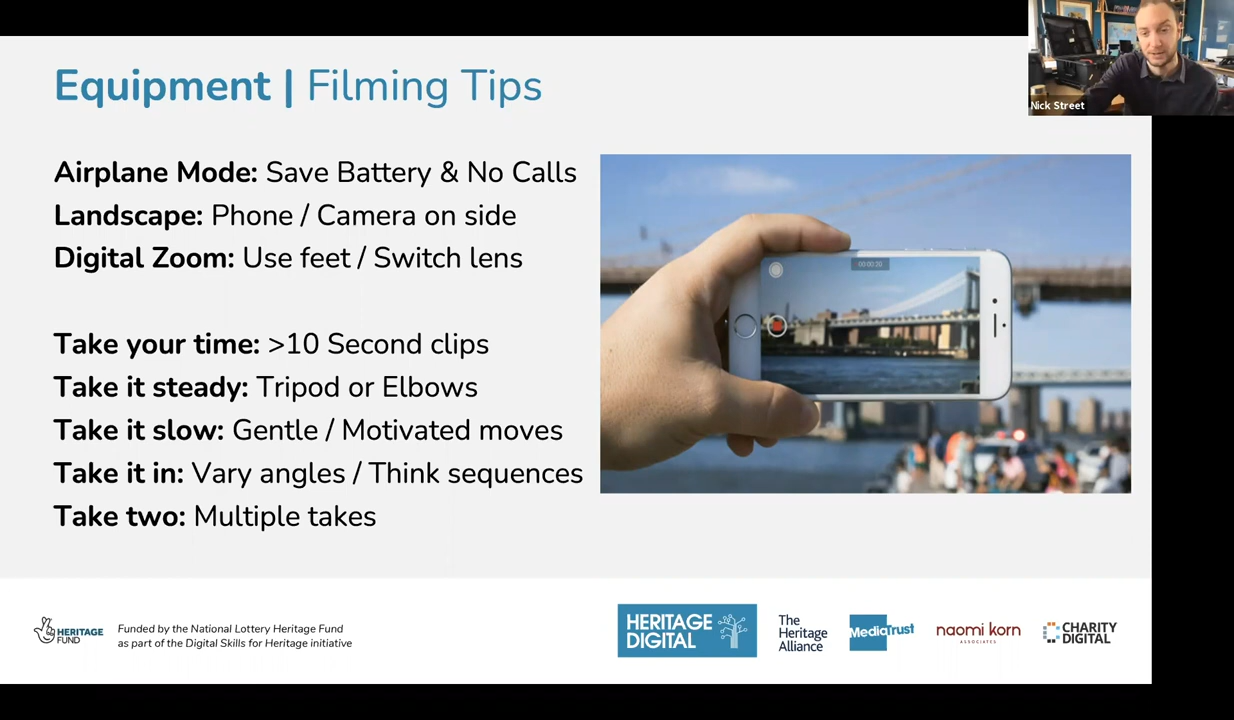 Nick Street
Equipment | Filming Tips
Airplane Mode: Save Battery & No Calls
Landscape: Phone / Camera on side
Digital Zoom: Use feet / Switch lens
Take your time: >10 Second clips
Take it steady: Tripod or Elbows
Take it slow: Gentle / Motivated moves
Take it in: Vary angles / Think sequences
Take two: Multiple takes
HERITAGE
FUND
Funded by the National Lottery Heritage Fund
as part of the Digital Skills for Heritage initiative
HERITAGE
DIGITAL
The
Heritage
Alliance
MediaTrust
naomi korn
ASSOCIATES
CHARITY
DIGITAL